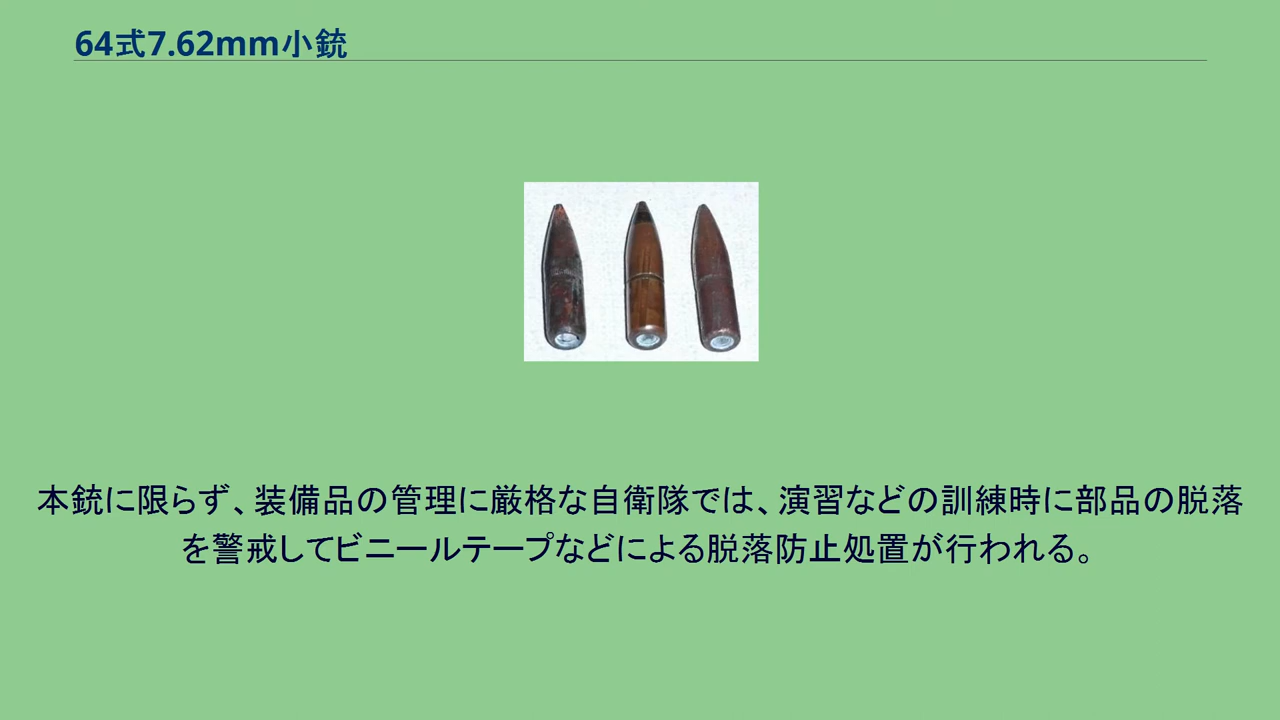 64式7.62mm小銃
本銃に限らず、装備品の管理に厳格な自衛隊では、演習などの訓練時に部品の脱落
を警戒してビニールテープなどによる脱落防止処置が行われる。